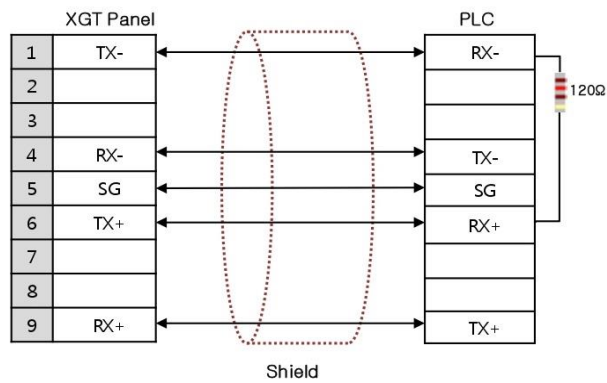 XGT Panel PLC
1 TX- RX-
2
3
120Ω
4 RX- TX-
5 SG SG
6 TX+ RX+
7
8
9 RX+ TX+
Shield